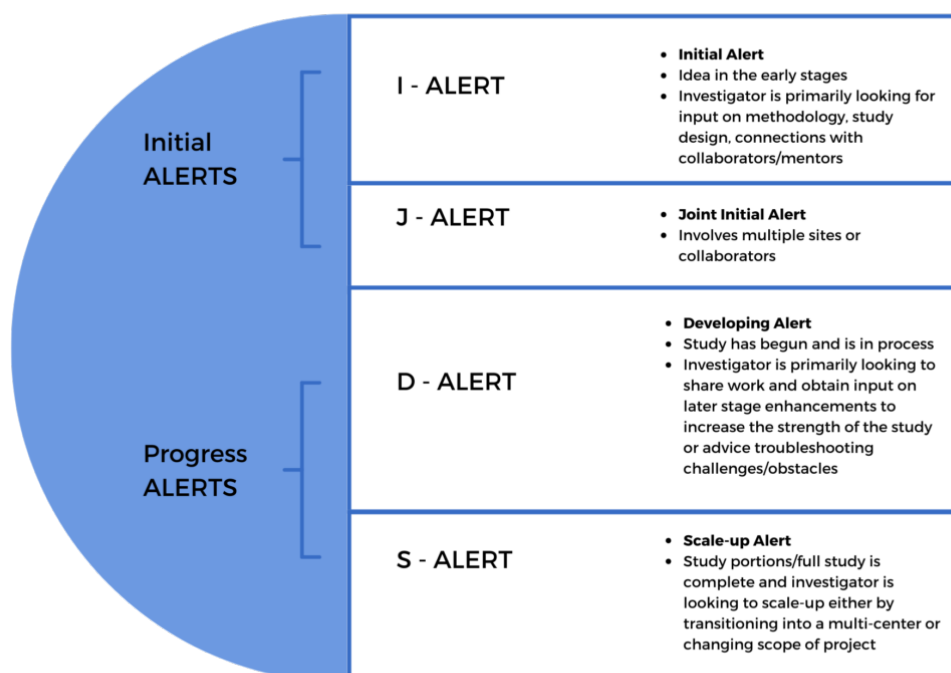 Initial
ALERTS
I - ALERT
• Initial Alert
• Idea in the early stages
• Investigator is primarily looking for
input on methodology, study
design, connections with
collaborators/mentors
J - ALERT
• Joint Initial Alert
• Involves multiple sites or
collaborators
Progress
ALERTS
D - ALERT
• Developing Alert
• Study has begun and is in process
• Investigator is primarily looking to
share work and obtain input on
later stage enhancements to
increase the strength of the study
or advice troubleshooting
challenges/obstacles
S - ALERT
• Scale-up Alert
• Study portions/full study is
complete and investigator is
looking to scale-up either by
transitioning into a multi-center or
changing scope of project